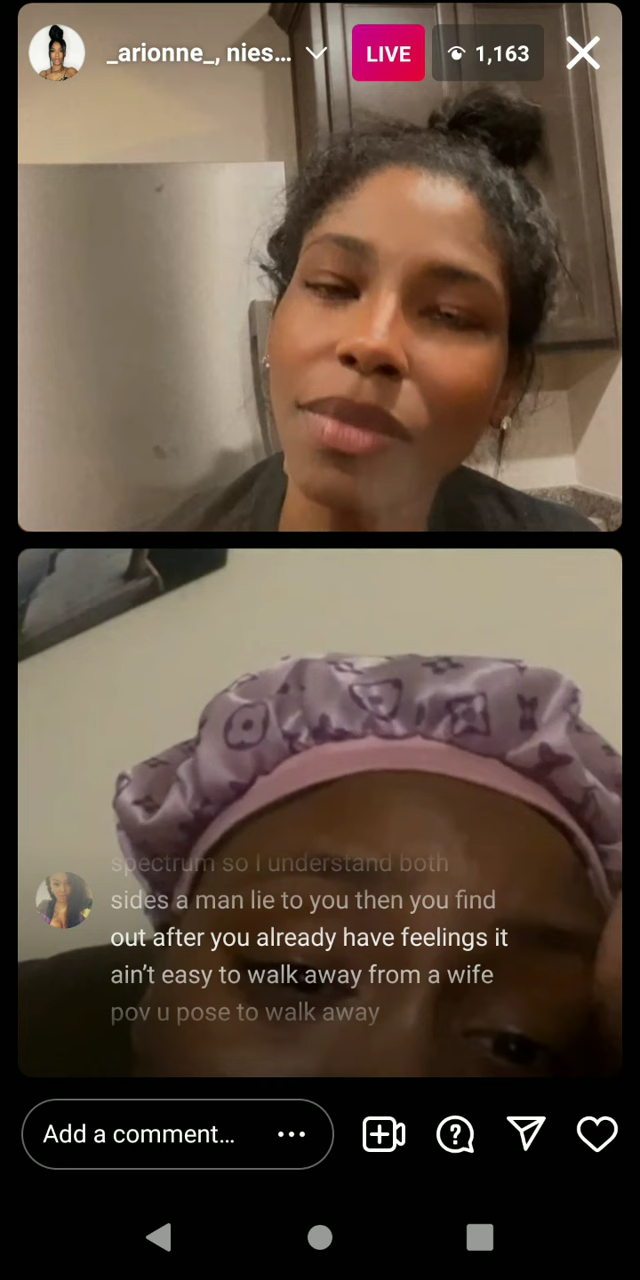 _arionne_, nies...
LIVE
1,163
spectrum so I understand both
sides a man lie to you then you find
out after you already have feelings it
ain't easy to walk away from a wife
pov u pose to walk away
Add a comment...